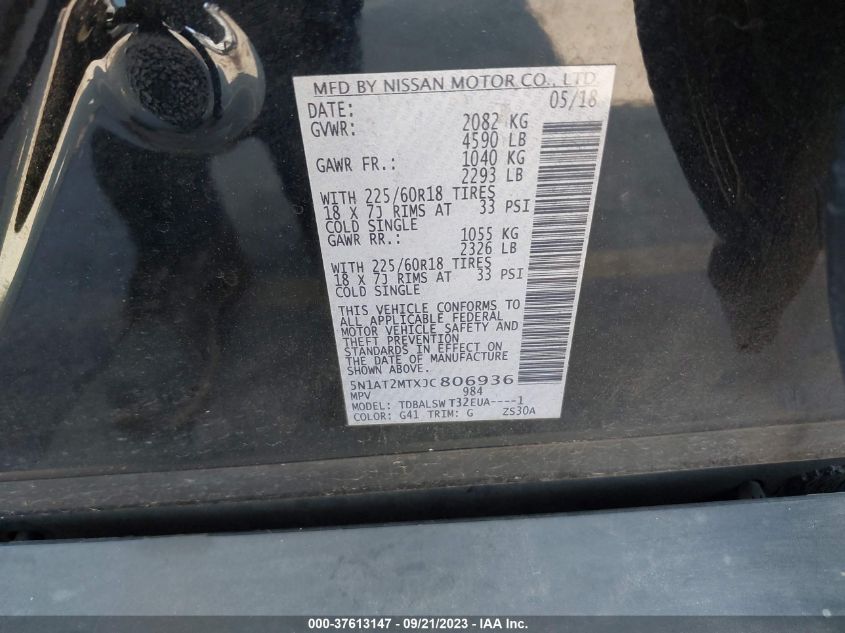 MFD BY NISSAN MOTOR CO., LTD
DATE: 05/18
GVWR: 2082 KG
4590 LB
GAWR FR.: 1040 KG
2293 LB
WITH 225/60R18 TIRES
18 X 7J RIMS AT 33 PSI
COLD SINGLE
GAWR RR.: 1055 KG
2326 LB
WITH 225/60R18 TIRES
18 X 7J RIMS AT 33 PSI
COLD SINGLE
THIS VEHICLE CONFORMS TO
ALL APPLICABLE FEDERAL
MOTOR VEHICLE SAFETY AND
THEFT PREVENTION
STANDARDS IN EFFECT ON
THE DATE OF MANUFACTURE
SHOWN ABOVE.
5N1AT2MTXJC806936
MPV 984
MODEL: TDBALSW T32EUA----1
COLOR: G41 TRIM: G ZS30A
000-37613147 - 09/21/2023 - IAA Inc.